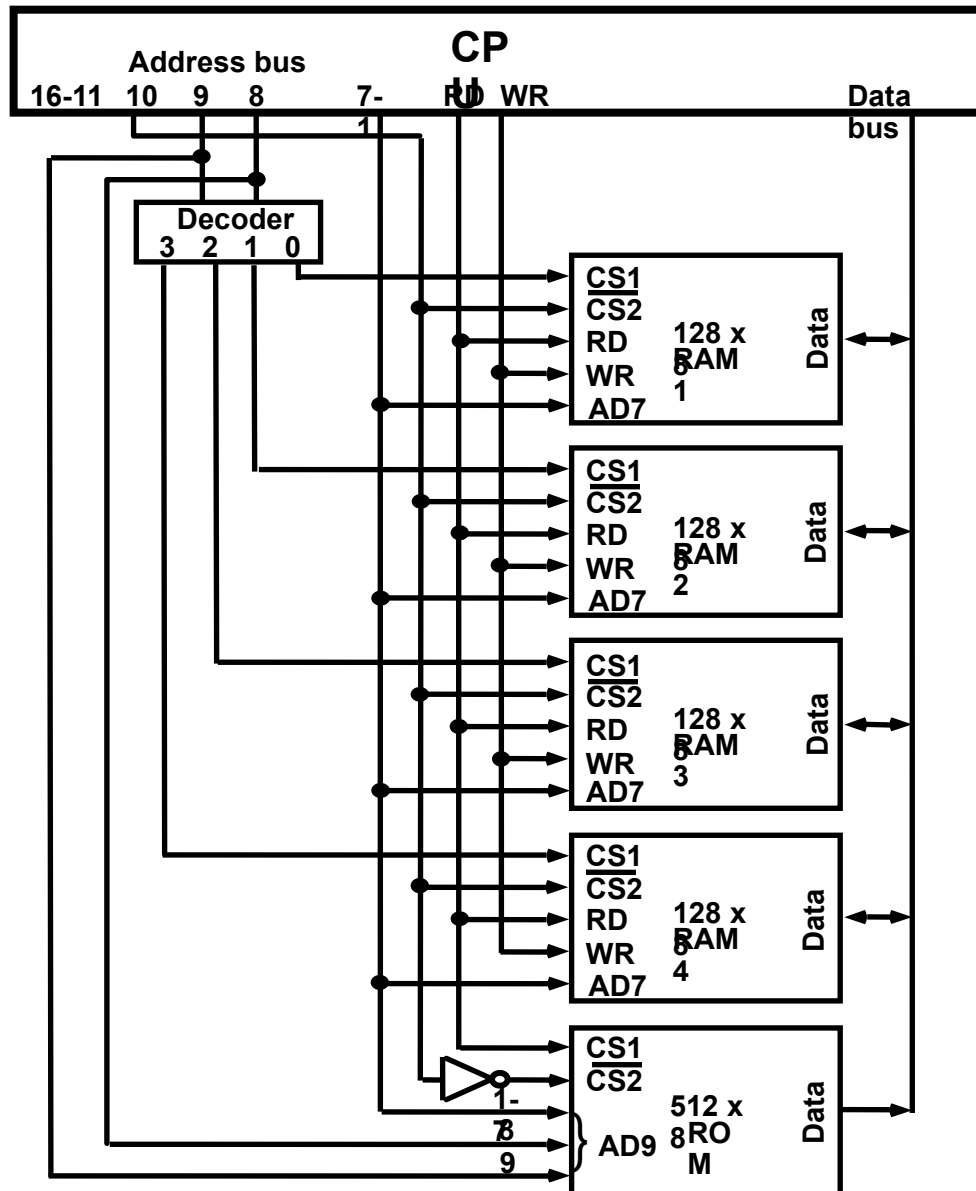 CP
U
Address bus
16-11 10 9 8 7-
1
RD WR
Data
bus
Decoder
3 2 1 0
CS1
CS2
RD
WR
AD7
128 x
8
RAM
1
Data
CS1
CS2
RD
WR
AD7
128 x
8
RAM
2
Data
CS1
CS2
RD
WR
AD7
128 x
8
RAM
3
Data
CS1
CS2
RD
WR
AD7
128 x
8
RAM
4
Data
CS1
CS2
1-
7
8
9
AD9
512 x
8
RO
M
Data